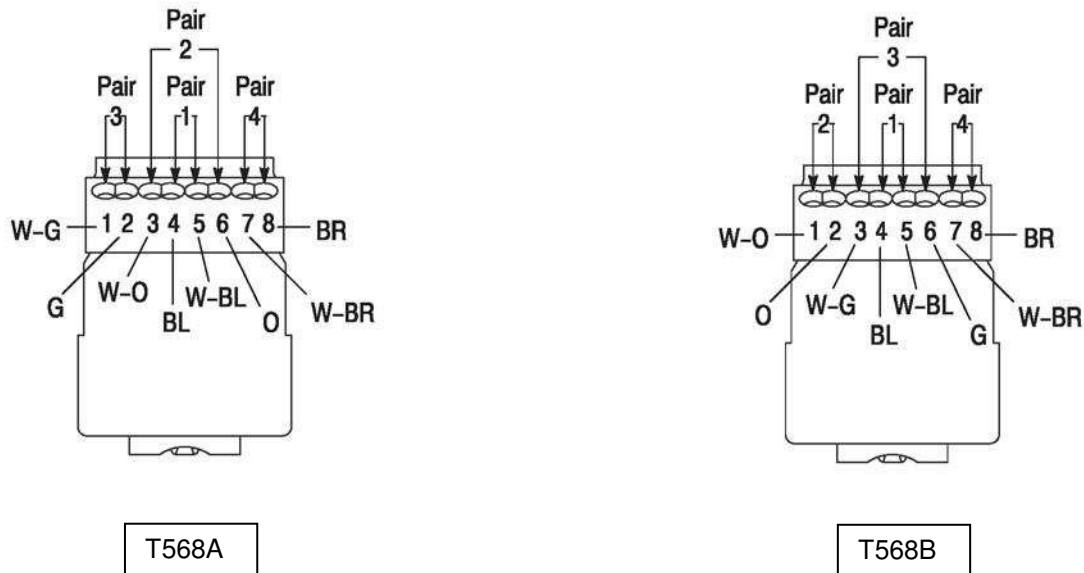 Pair
2
Pair Pair Pair
3 1 4
W-G 1 2 3 4 5 6 7 8 BR
G W-O BL W-BL O W-BR
T568A
Pair
3
Pair Pair Pair
2 1 4
W-O 1 2 3 4 5 6 7 8 BR
O W-G BL W-BL G W-BR
T568B